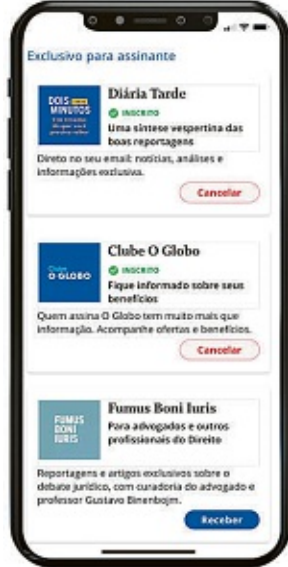 Exclusivo para assinante
DOIS
MINUTOS
Diária Tarde
INSCRITO
Uma síntese vespertina das
boas reportagens
Direto no seu email: notícias, análises e
informações exclusiva.
Cancelar
Clube
O GLOBO
Clube O Globo
INSCRITO
Fique informado sobre seus
benefícios
Quem assina O Globo tem muito mais que
informação. Acompanhe ofertas e benefícios.
Cancelar
FUMUS
BONI
IURIS
Fumus Boni Iuris
Para advogados e outros
profissionais do Direito
Reportagens e artigos exclusivos sobre o
debate jurídico, com curadoria do advogado e
professor Gustavo Binenbojm.
Receber